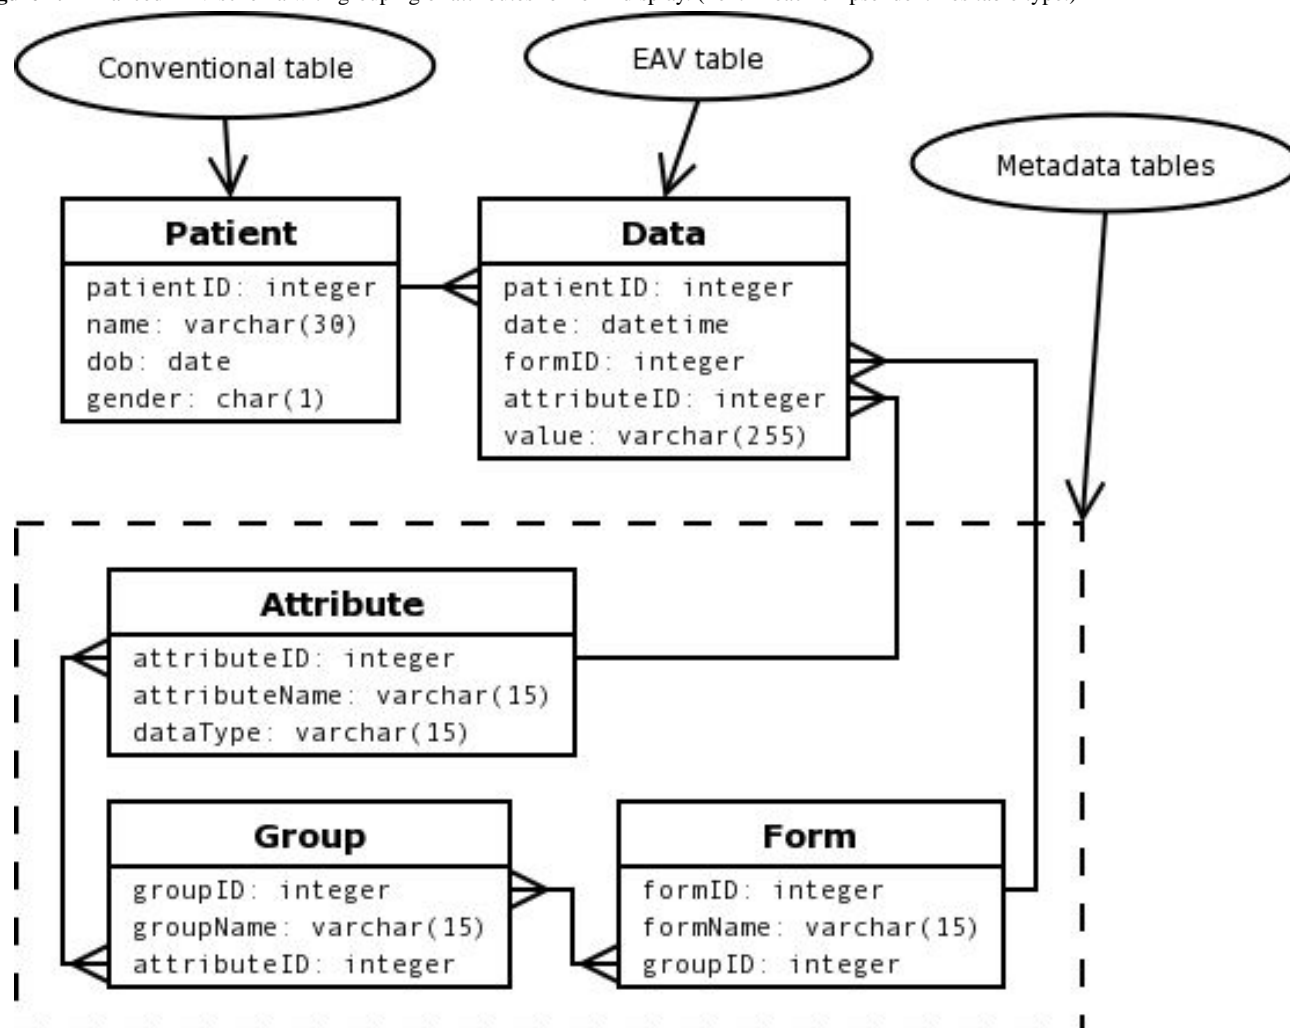 Conventional table
EAV table
Metadata tables
Patient
patientID: integer
name: varchar(30)
dob: date
gender: char(1)
Data
patientID: integer
date: datetime
formID: integer
attributeID: integer
value: varchar(255)
Attribute
attributeID: integer
attributeName: varchar(15)
dataType: varchar(15)
Group
groupID: integer
groupName: varchar(15)
attributeID: integer
Form
formID: integer
formName: varchar(15)
groupID: integer